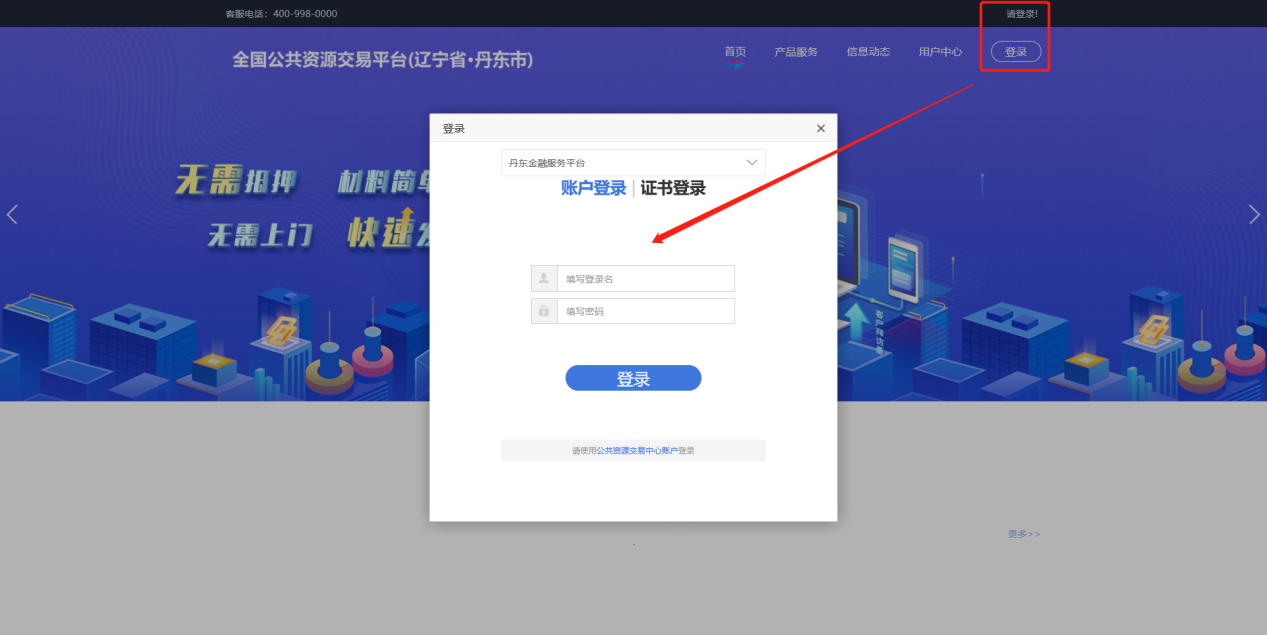 客服电话：400-998-0000 请登录!
全国公共资源交易平台(辽宁省·丹东市) 首页 产品服务 信息动态 用户中心 登录
登录
丹东金融服务平台
账户登录 | 证书登录
无需抵押 材料简单
无需上门 快速
填写登录名
填写密码
登录
请使用公共资源交易中心账户登录
更多>>